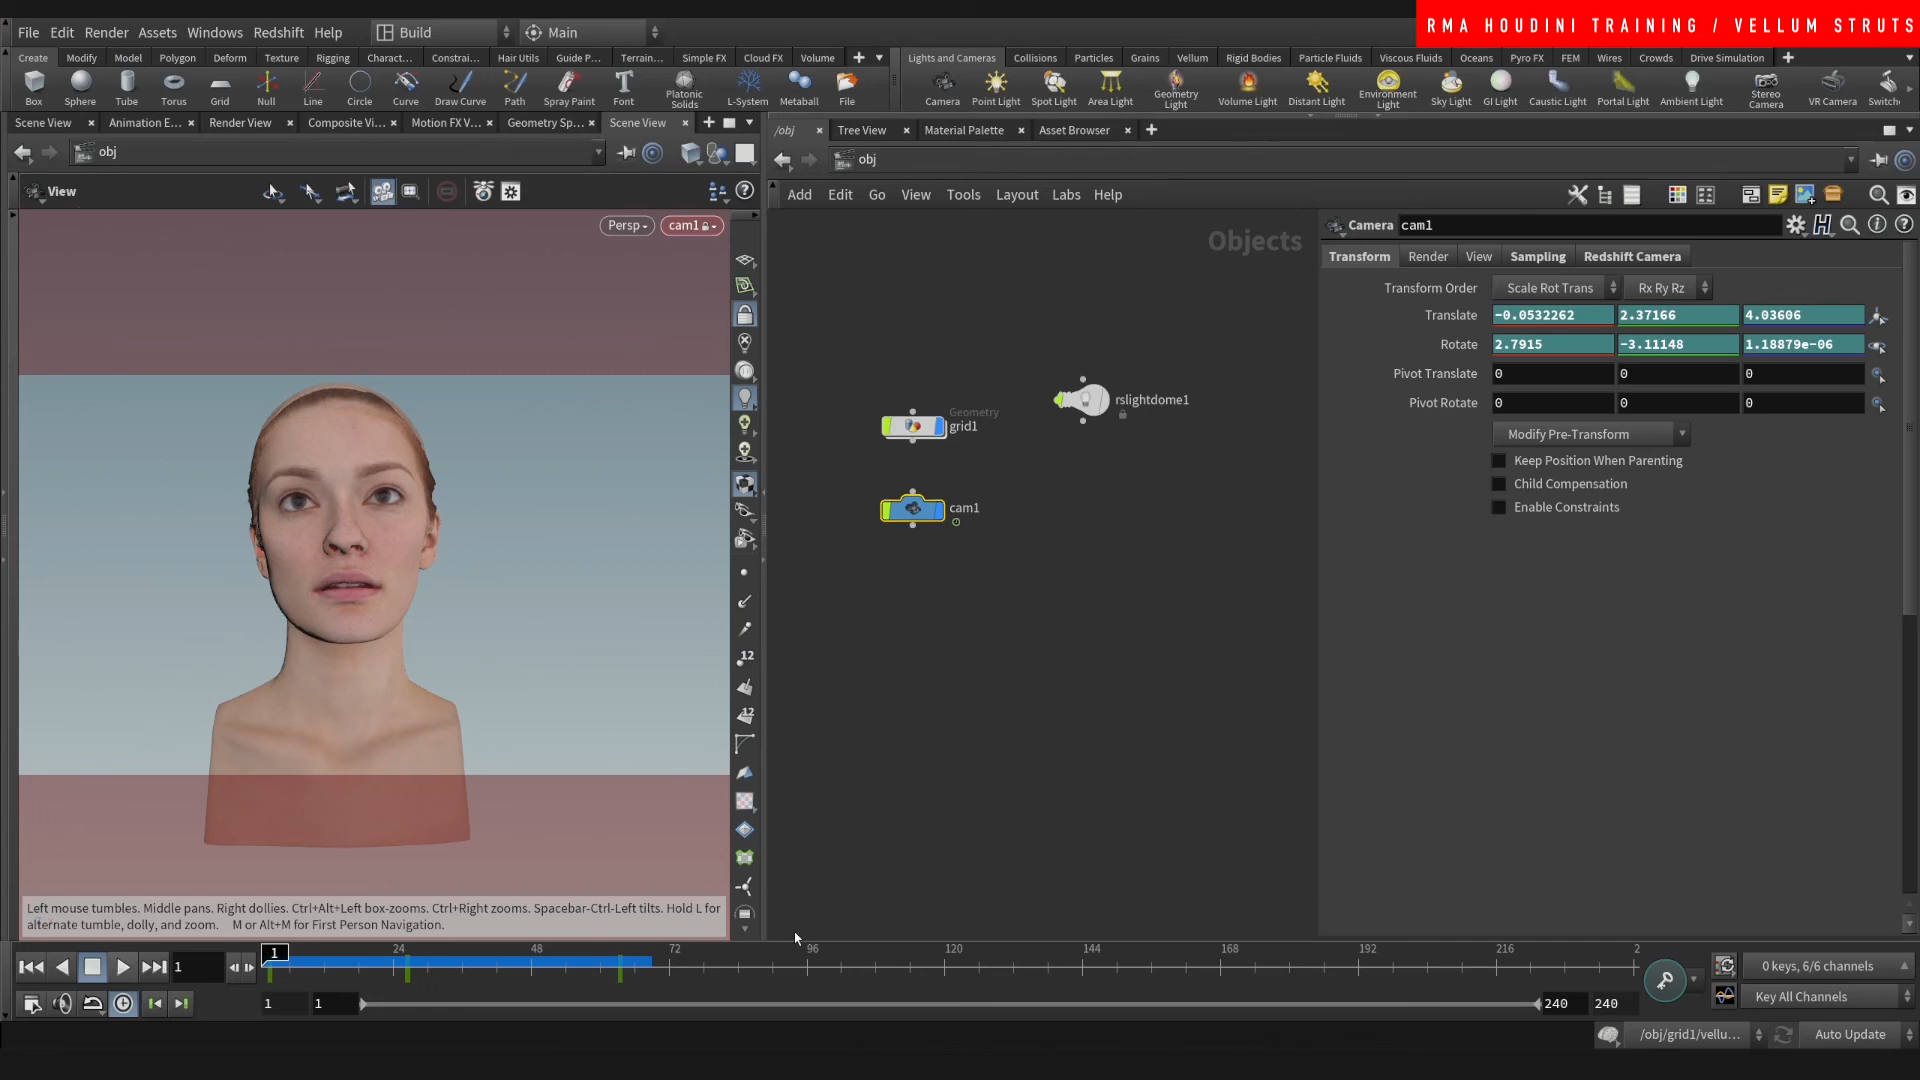 RMA HOUDINI TRAINING / VELLUM STRUTS
File Edit Render Assets Windows Redshift Help Build Main
Create Modify Model Polygon Deform Texture Rigging Charact... Constrai... Hair Utils Guide P... Terrain... Simple FX Cloud FX Volume
Lights and Cameras Collisions Particles Grains Vellum Rigid Bodies Particle Fluids Viscous Fluids Oceans Pyro FX FEM Wires Crowds Drive Simulation
Box Sphere Tube Torus Grid Null Line Circle Curve Draw Curve Path Spray Paint Font Platonic Solids L-System Metaball File
Camera Point Light Spot Light Area Light Geometry Light Volume Light Distant Light Environment Light Sky Light GI Light Caustic Light Portal Light Ambient Light Stereo Camera VR Camera Switch
Scene View Animation E... Render View Composite Vi... Motion FX V... Geometry Sp... Scene View
/obj Tree View Material Palette Asset Browser
obj
obj
View
Add Edit Go View Tools Layout Labs Help
Persp cam1
Objects
Camera cam1
Transform Render View Sampling Redshift Camera
Transform Order Scale Rot Trans Rx Ry Rz
Translate -0.0532262 2.37166 4.03606
Rotate 2.7915 -3.11148 1.18879e-06
Pivot Translate 0 0 0
Pivot Rotate 0 0 0
Modify Pre-Transform
Keep Position When Parenting
Child Compensation
Enable Constraints
Geometry
grid1
rslightdome1
cam1
12
12
Left mouse tumbles. Middle pans. Right dollies. Ctrl+Alt+Left box-zooms. Ctrl+Right zooms. Spacebar-Ctrl-Left tilts. Hold L for
alternate tumble, dolly, and zoom. M or Alt+M for First Person Navigation.
1 24 48 72 96 120 144 168 192 216 2
1
0 keys, 6/6 channels
1 1 240 240
Key All Channels
/obj/grid1/vellu... Auto Update